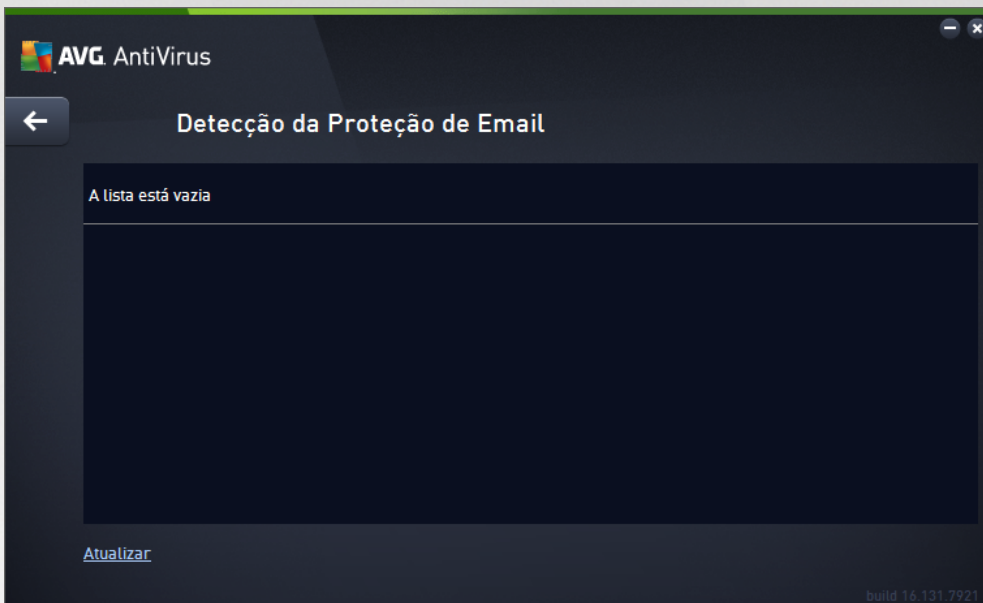 AVG. AntiVirus
Detecção da Proteção de Email
A lista está vazia
Atualizar
build 16.131.7921